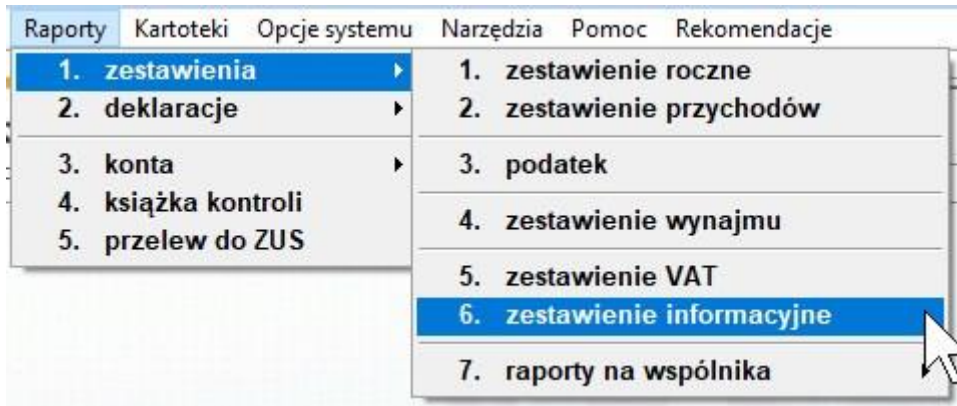 Raporty Kartoteki Opcje systemu Narzędzia Pomoc Rekomendacje
1. zestawienia
2. deklaracje
3. konta
4. książka kontroli
5. przelew do ZUS
1. zestawienie roczne
2. zestawienie przychodów
3. podatek
4. zestawienie wynajmu
5. zestawienie VAT
6. zestawienie informacyjne
7. raporty na wspólnika